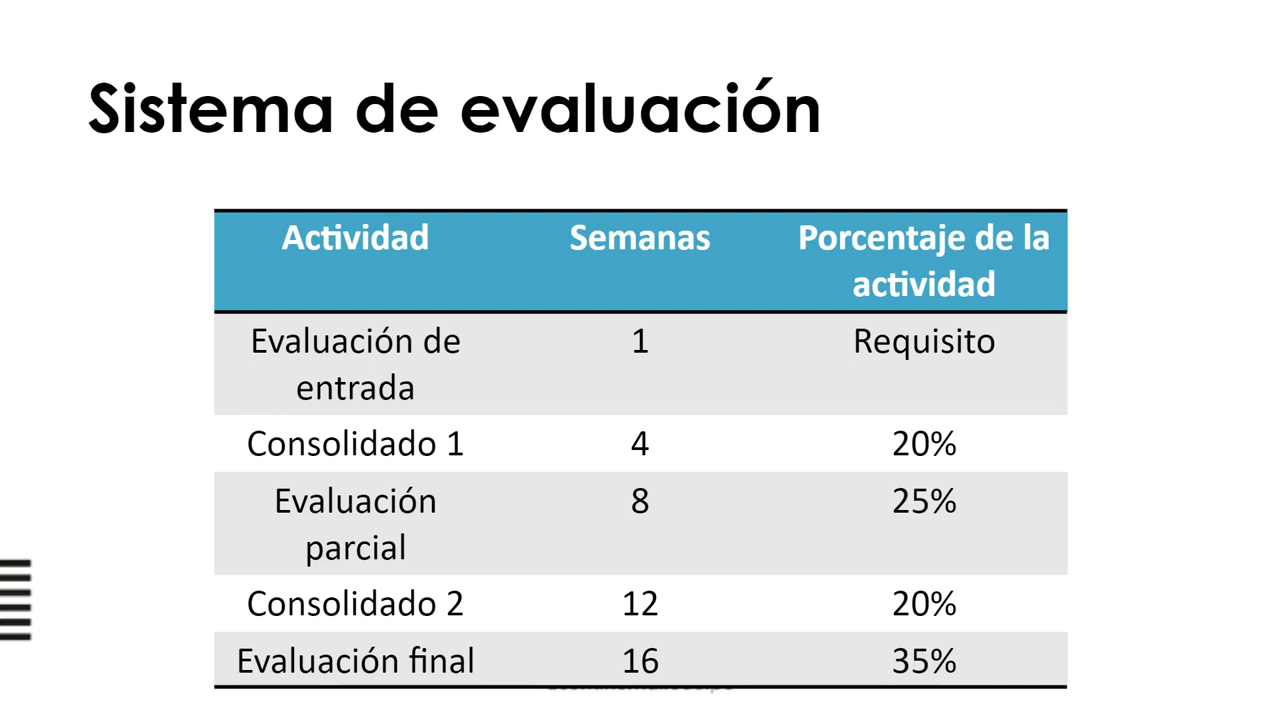 Sistema de evaluación
Actividad Semanas Porcentaje de la
actividad
Evaluación de 1 Requisito
entrada
Consolidado 1 4 20%
Evaluación 8 25%
parcial
Consolidado 2 12 20%
Evaluación final 16 35%